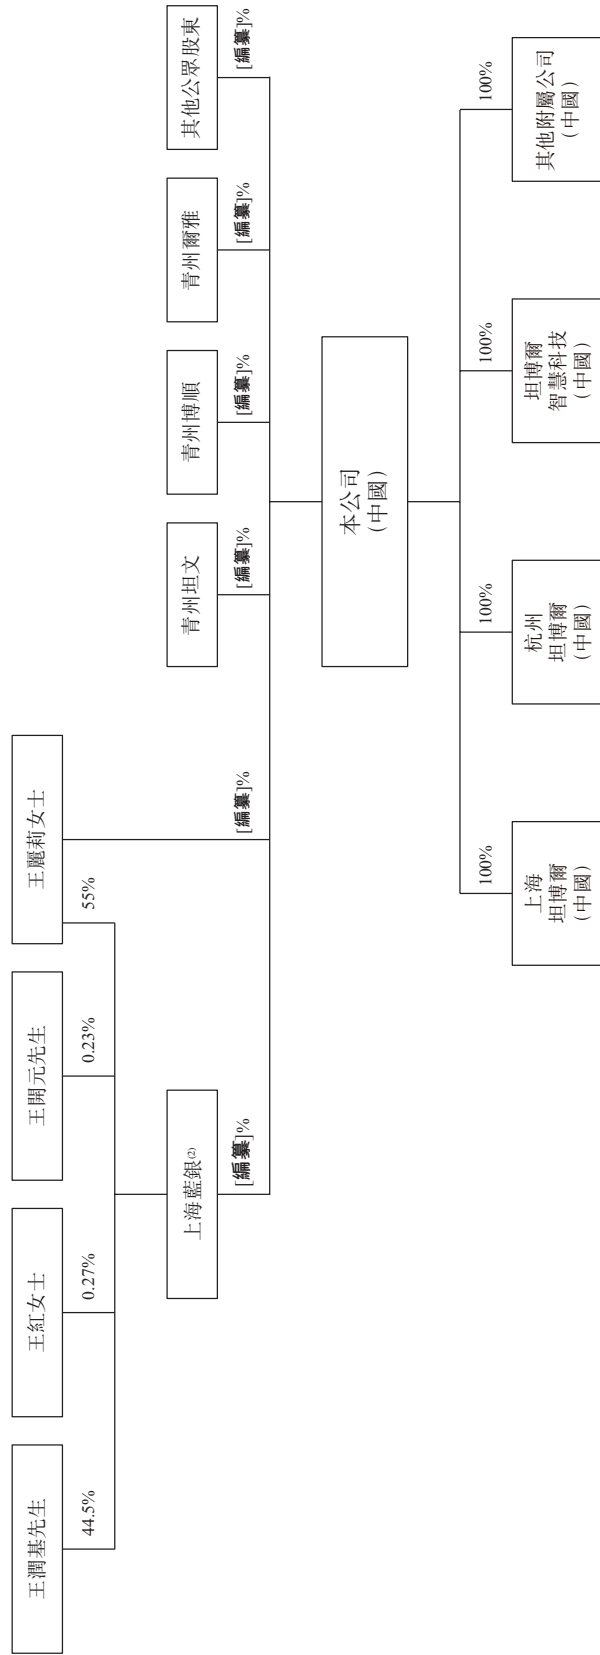 王潤基先生
王紅女士
王開元先生
王麗莉女士
44.5%
0.27%
0.23%
55%
上海藍銀(2)
青州坦文
青州博順
青州爾雅
其他公眾股東
[編纂]%
[編纂]%
[編纂]%
[編纂]%
[編纂]%
[編纂]%
本公司
(中國)
100%
100%
100%
100%
上海
坦博爾
(中國)
杭州
坦博爾
(中國)
坦博爾
智慧科技
(中國)
其他附屬公司
(中國)